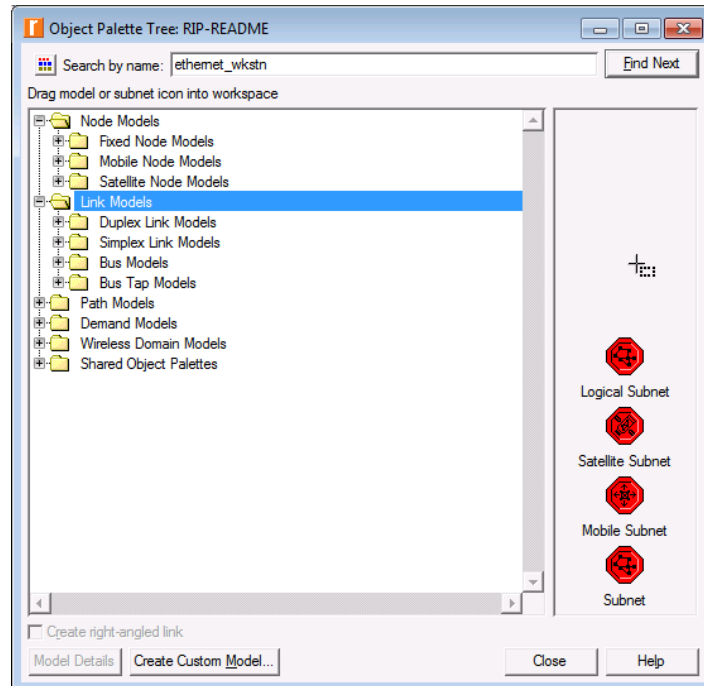 Object Palette Tree: RIP-README
Search by name: ethernet_wkstn Find Next
Drag model or subnet icon into workspace
Node Models
Fixed Node Models
Mobile Node Models
Satellite Node Models
Link Models
Duplex Link Models
Simplex Link Models
Bus Models
Bus Tap Models
Path Models
Demand Models
Wireless Domain Models
Shared Object Palettes
Logical Subnet
Satellite Subnet
Mobile Subnet
Subnet
Create right-angled link
Model Details Create Custom Model... Close Help